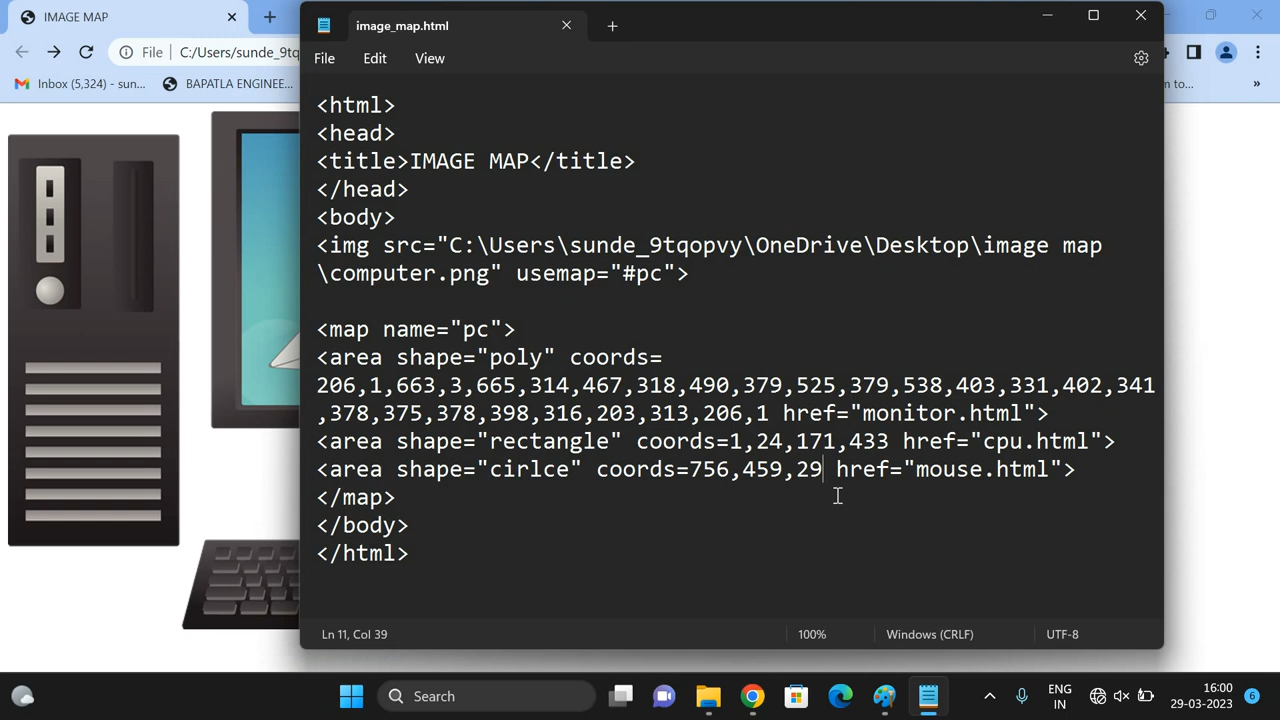 IMAGE MAP
File C:/Users/sunde_9tqo
Inbox (5,324) - sun...
BAPATLA ENGINEE...
m to...
image_map.html
File Edit View
<html>
<head>
<title>IMAGE MAP</title>
</head>
<body>
<img src="C:\Users\sunde_9tqopvy\OneDrive\Desktop\image map
\computer.png" usemap="#pc">
<map name="pc">
<area shape="poly" coords=
206,1,663,3,665,314,467,318,490,379,525,379,538,403,331,402,341
,378,375,378,398,316,203,313,206,1 href="monitor.html">
<area shape="rectangle" coords=1,24,171,433 href="cpu.html">
<area shape="cirlce" coords=756,459,29 href="mouse.html">
</map>
</body>
</html>
Ln 11, Col 39 100% Windows (CRLF) UTF-8
Search
ENG
IN
16:00
29-03-2023
6